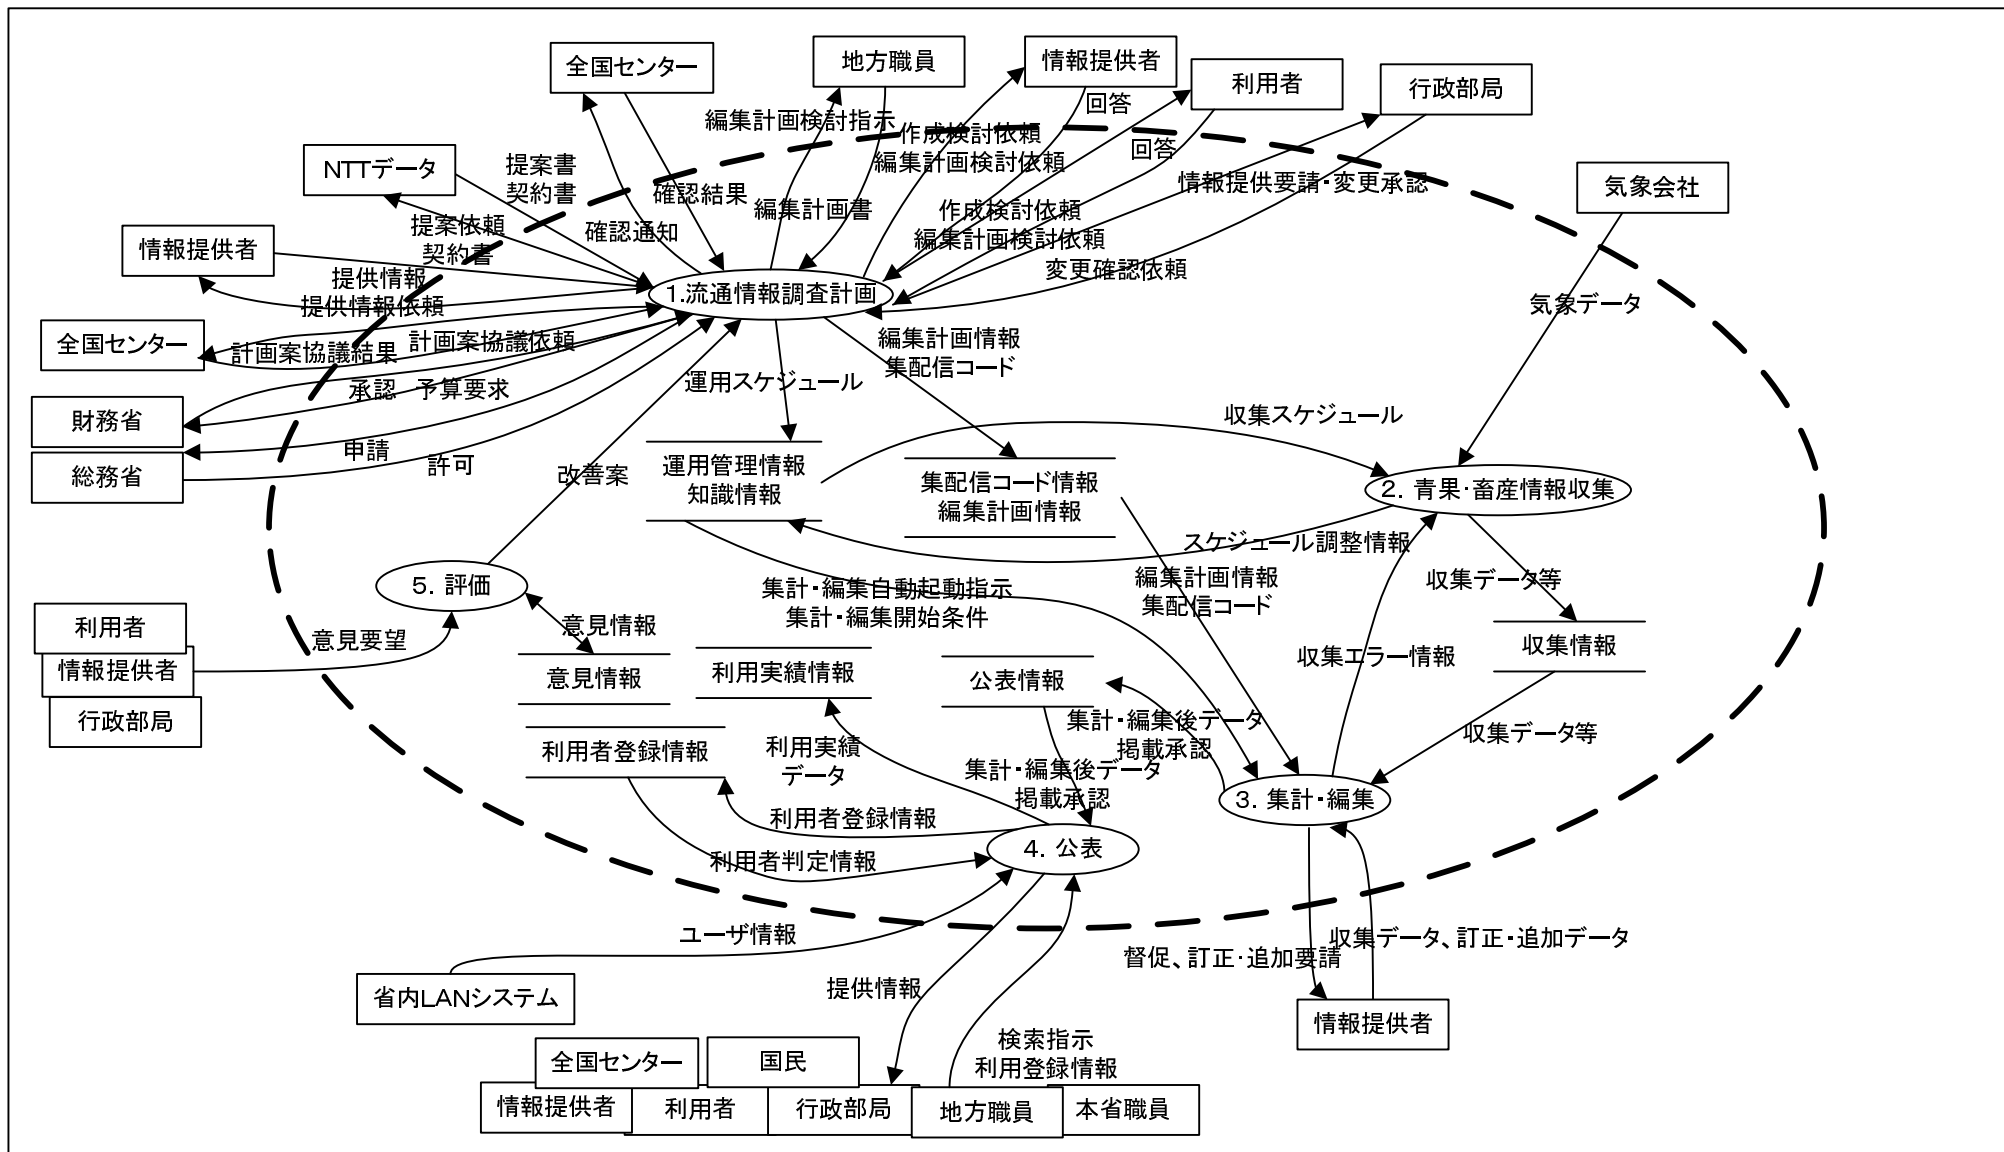 全国センター
地方職員
情報提供者
利用者
行政部局
回答
編集計画検討指示
作成検討依頼
編集計画検討依頼
回答
NTTデータ
提案書
契約書
確認結果
編集計画書
情報提供要請・変更承認
気象会社
作成検討依頼
編集計画検討依頼
提案依頼
契約書
確認通知
情報提供者
変更確認依頼
提供情報
提供情報依頼
1.流通情報調査計画
気象データ
全国センター
計画案協議結果
計画案協議依頼
編集計画情報
集配信コード
承認
予算要求
運用スケジュール
財務省
収集スケジュール
申請
許可
総務省
改善案
運用管理情報
知識情報
集配信コード情報
編集計画情報
2. 青果・畜産情報収集
スケジュール調整情報
5. 評価
集計・編集自動起動指示
集計・編集開始条件
編集計画情報
集配信コード
収集データ等
利用者
情報提供者
行政部局
意見要望
意見情報
意見情報
利用実績情報
公表情報
収集エラー情報
収集情報
集計・編集後データ
掲載承認
収集データ等
利用者登録情報
利用実績
データ
集計・編集後データ
掲載承認
3. 集計・編集
利用者登録情報
4. 公表
利用者判定情報
ユーザ情報
督促、訂正・追加要請
収集データ、訂正・追加データ
省内LANシステム
提供情報
情報提供者
検索指示
利用登録情報
全国センター
国民
情報提供者
利用者
行政部局
地方職員
本省職員